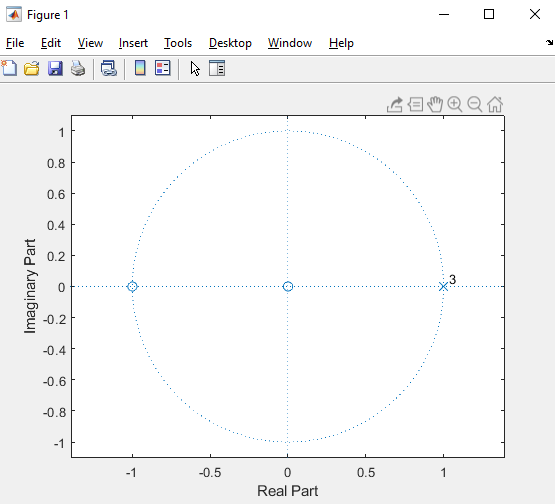 Figure 1
File Edit View Insert Tools Desktop Window Help
1
0.8
0.6
0.4
0.2
0
-0.2
-0.4
-0.6
-0.8
-1
Imaginary Part
3
-1 -0.5 0 0.5 1
Real Part